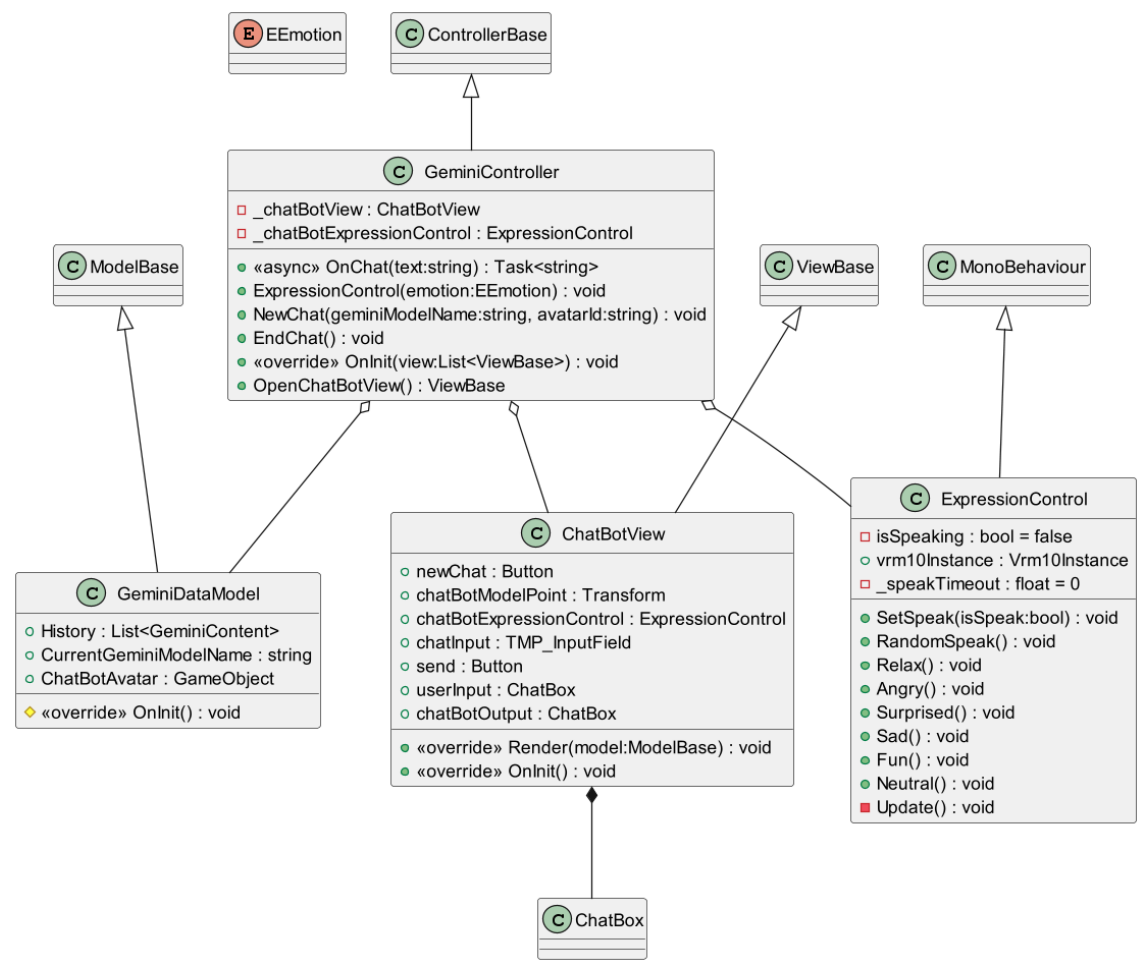 E EEmotion
C ControllerBase
C GeminiController
_chatBotView : ChatBotView
_chatBotExpressionControl : ExpressionControl
«async» OnChat(text:string) : Task<string>
ExpressionControl(emotion:EEmotion) : void
NewChat(geminiModelName:string, avatarId:string) : void
EndChat() : void
«override» OnInit(view:List<ViewBase>) : void
OpenChatBotView() : ViewBase
C ModelBase
C ViewBase
C MonoBehaviour
C GeminiDataModel
History : List<GeminiContent>
CurrentGeminiModelName : string
ChatBotAvatar : GameObject
«override» OnInit() : void
C ChatBotView
newChat : Button
chatBotModelPoint : Transform
chatBotExpressionControl : ExpressionControl
chatInput : TMP_InputField
send : Button
userInput : ChatBox
chatBotOutput : ChatBox
«override» Render(model:ModelBase) : void
«override» OnInit() : void
C ExpressionControl
isSpeaking : bool = false
vrm10Instance : Vrm10Instance
_speakTimeout : float = 0
SetSpeak(isSpeak:bool) : void
RandomSpeak() : void
Relax() : void
Angry() : void
Surprised() : void
Sad() : void
Fun() : void
Neutral() : void
Update() : void
C ChatBox